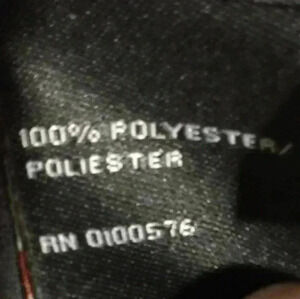 100% POLYESTER/
POLIESTER
RN 0100576